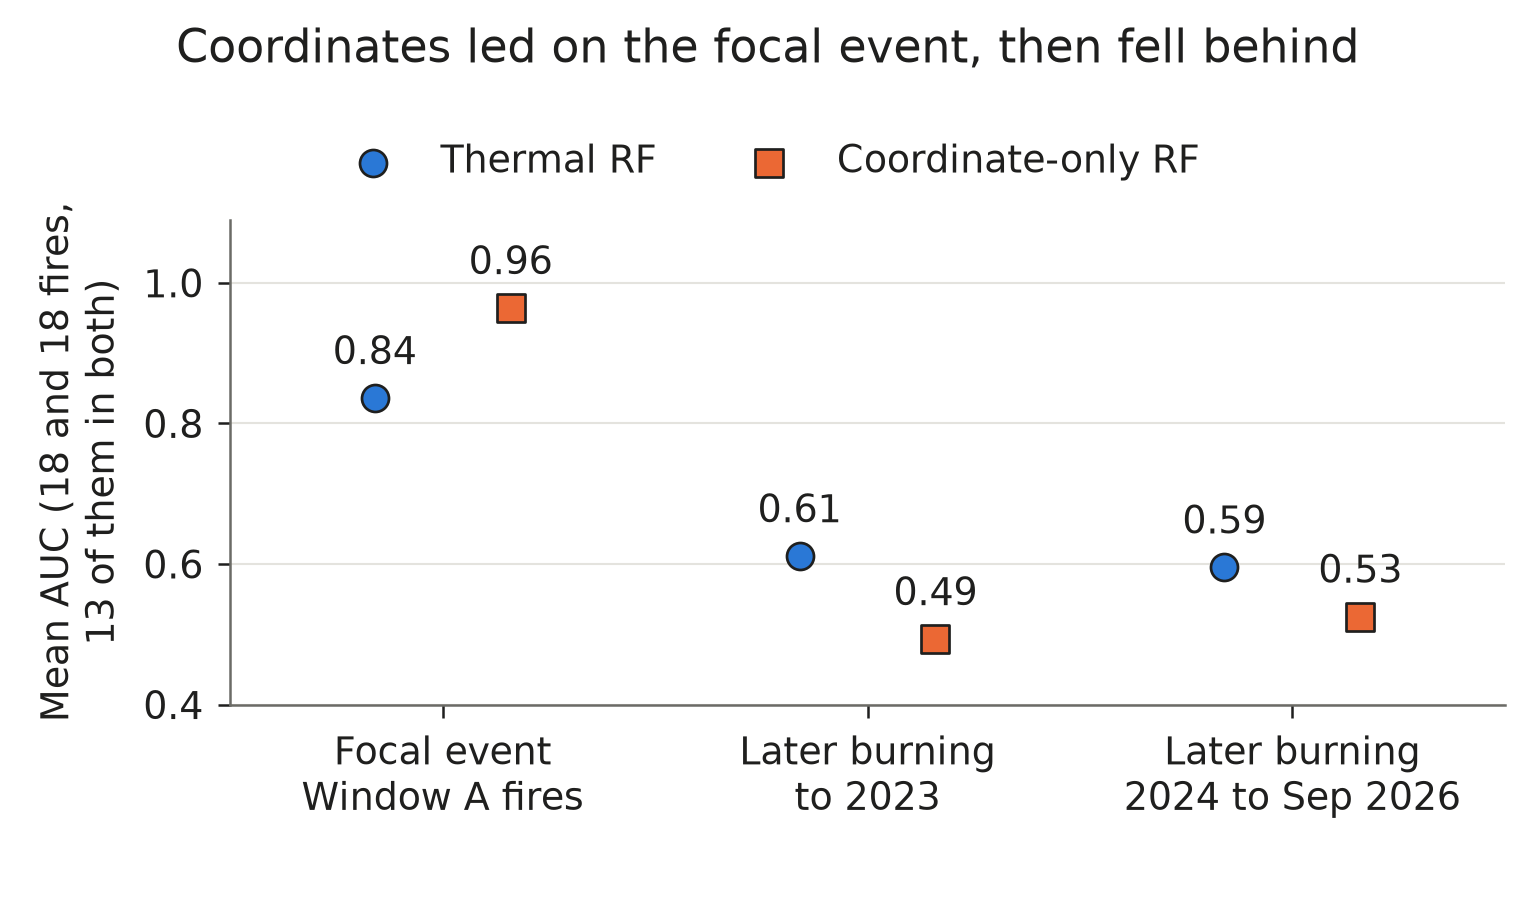 Coordinates led on the focal event, then fell behind
Thermal RF
Coordinate-only RF
Mean AUC (18 and 18 fires,
13 of them in both)
1.0
0.8
0.6
0.4
0.84
0.96
0.61
0.49
0.59
0.53
Focal event
Window A fires
Later burning
to 2023
Later burning
2024 to Sep 2026